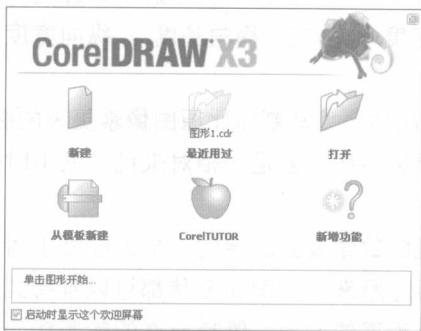 CorelDRAW X3
图形1.cdr
新建
最近用过
打开
从模板新建
CorelTUTOR
新增功能
单击图形开始...
启动时显示这个欢迎屏幕